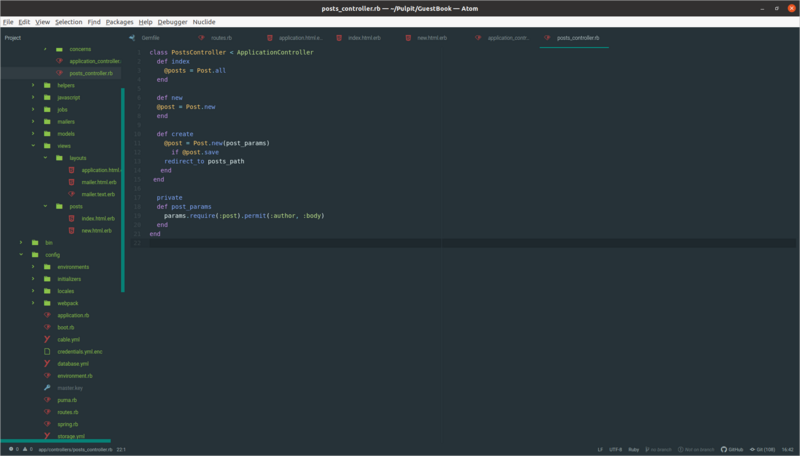 posts_controller.rb — ~/Pulpit/GuestBook — Atom
File Edit View Selection Find Packages Help Debugger Nuclide
Project
Gemfile
routes.rb
application.html.e...
index.html.erb
new.html.erb
application_contr...
posts_controller.rb
concerns
application_controller.
posts_controller.rb
helpers
javascript
jobs
mailers
models
views
layouts
application.html.e
mailer.html.erb
mailer.text.erb
posts
index.html.erb
new.html.erb
bin
config
environments
initializers
locales
webpack
application.rb
boot.rb
cable.yml
credentials.yml.enc
database.yml
environment.rb
master.key
puma.rb
routes.rb
spring.rb
storage.yml
1 class PostsController < ApplicationController
2 def index
3 @posts = Post.all
4 end
5
6 def new
7 @post = Post.new
8 end
9
10 def create
11 @post = Post.new(post_params)
12 if @post.save
13 redirect_to posts_path
14 end
15 end
16
17 private
18 def post_params
19 params.require(:post).permit(:author, :body)
20 end
21 end
22
0 0 app/controllers/posts_controller.rb 22:1
LF UTF-8 Ruby no branch Not on branch GitHub Git (108) 16:42